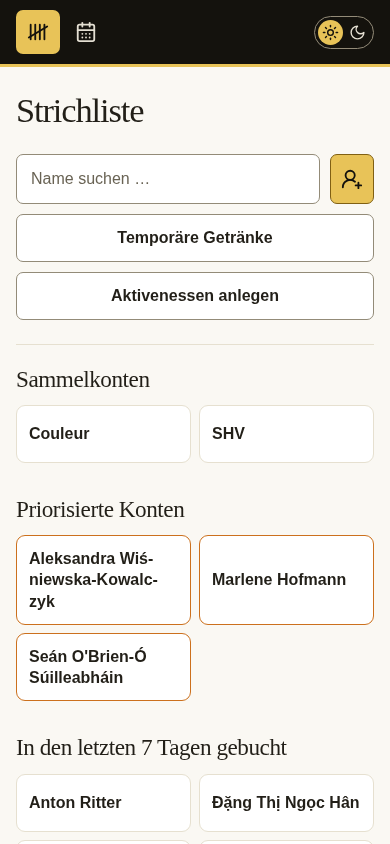 Strichliste
Name suchen …
Temporäre Getränke
Aktivenessen anlegen
Sammelkonten
Couleur
SHV
Priorisierte Konten
Aleksandra Wiś-
niewska-Kowalc-
zyk
Marlene Hofmann
Seán O'Brien-Ó
Súilleabháin
In den letzten 7 Tagen gebucht
Anton Ritter
Đặng Thị Ngọc Hân